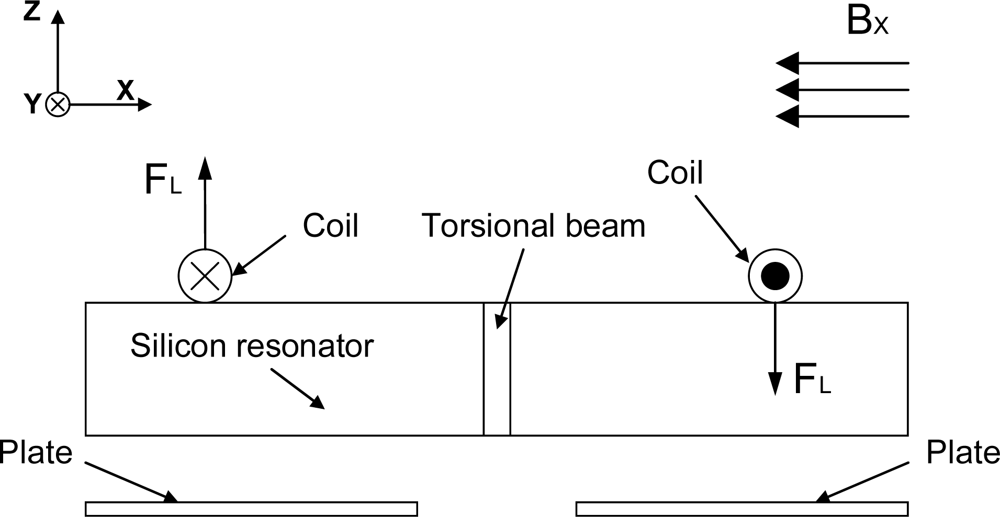 Z
Y
X
BX
FL
Coil
Torsional beam
Coil
Silicon resonator
FL
Plate
Plate